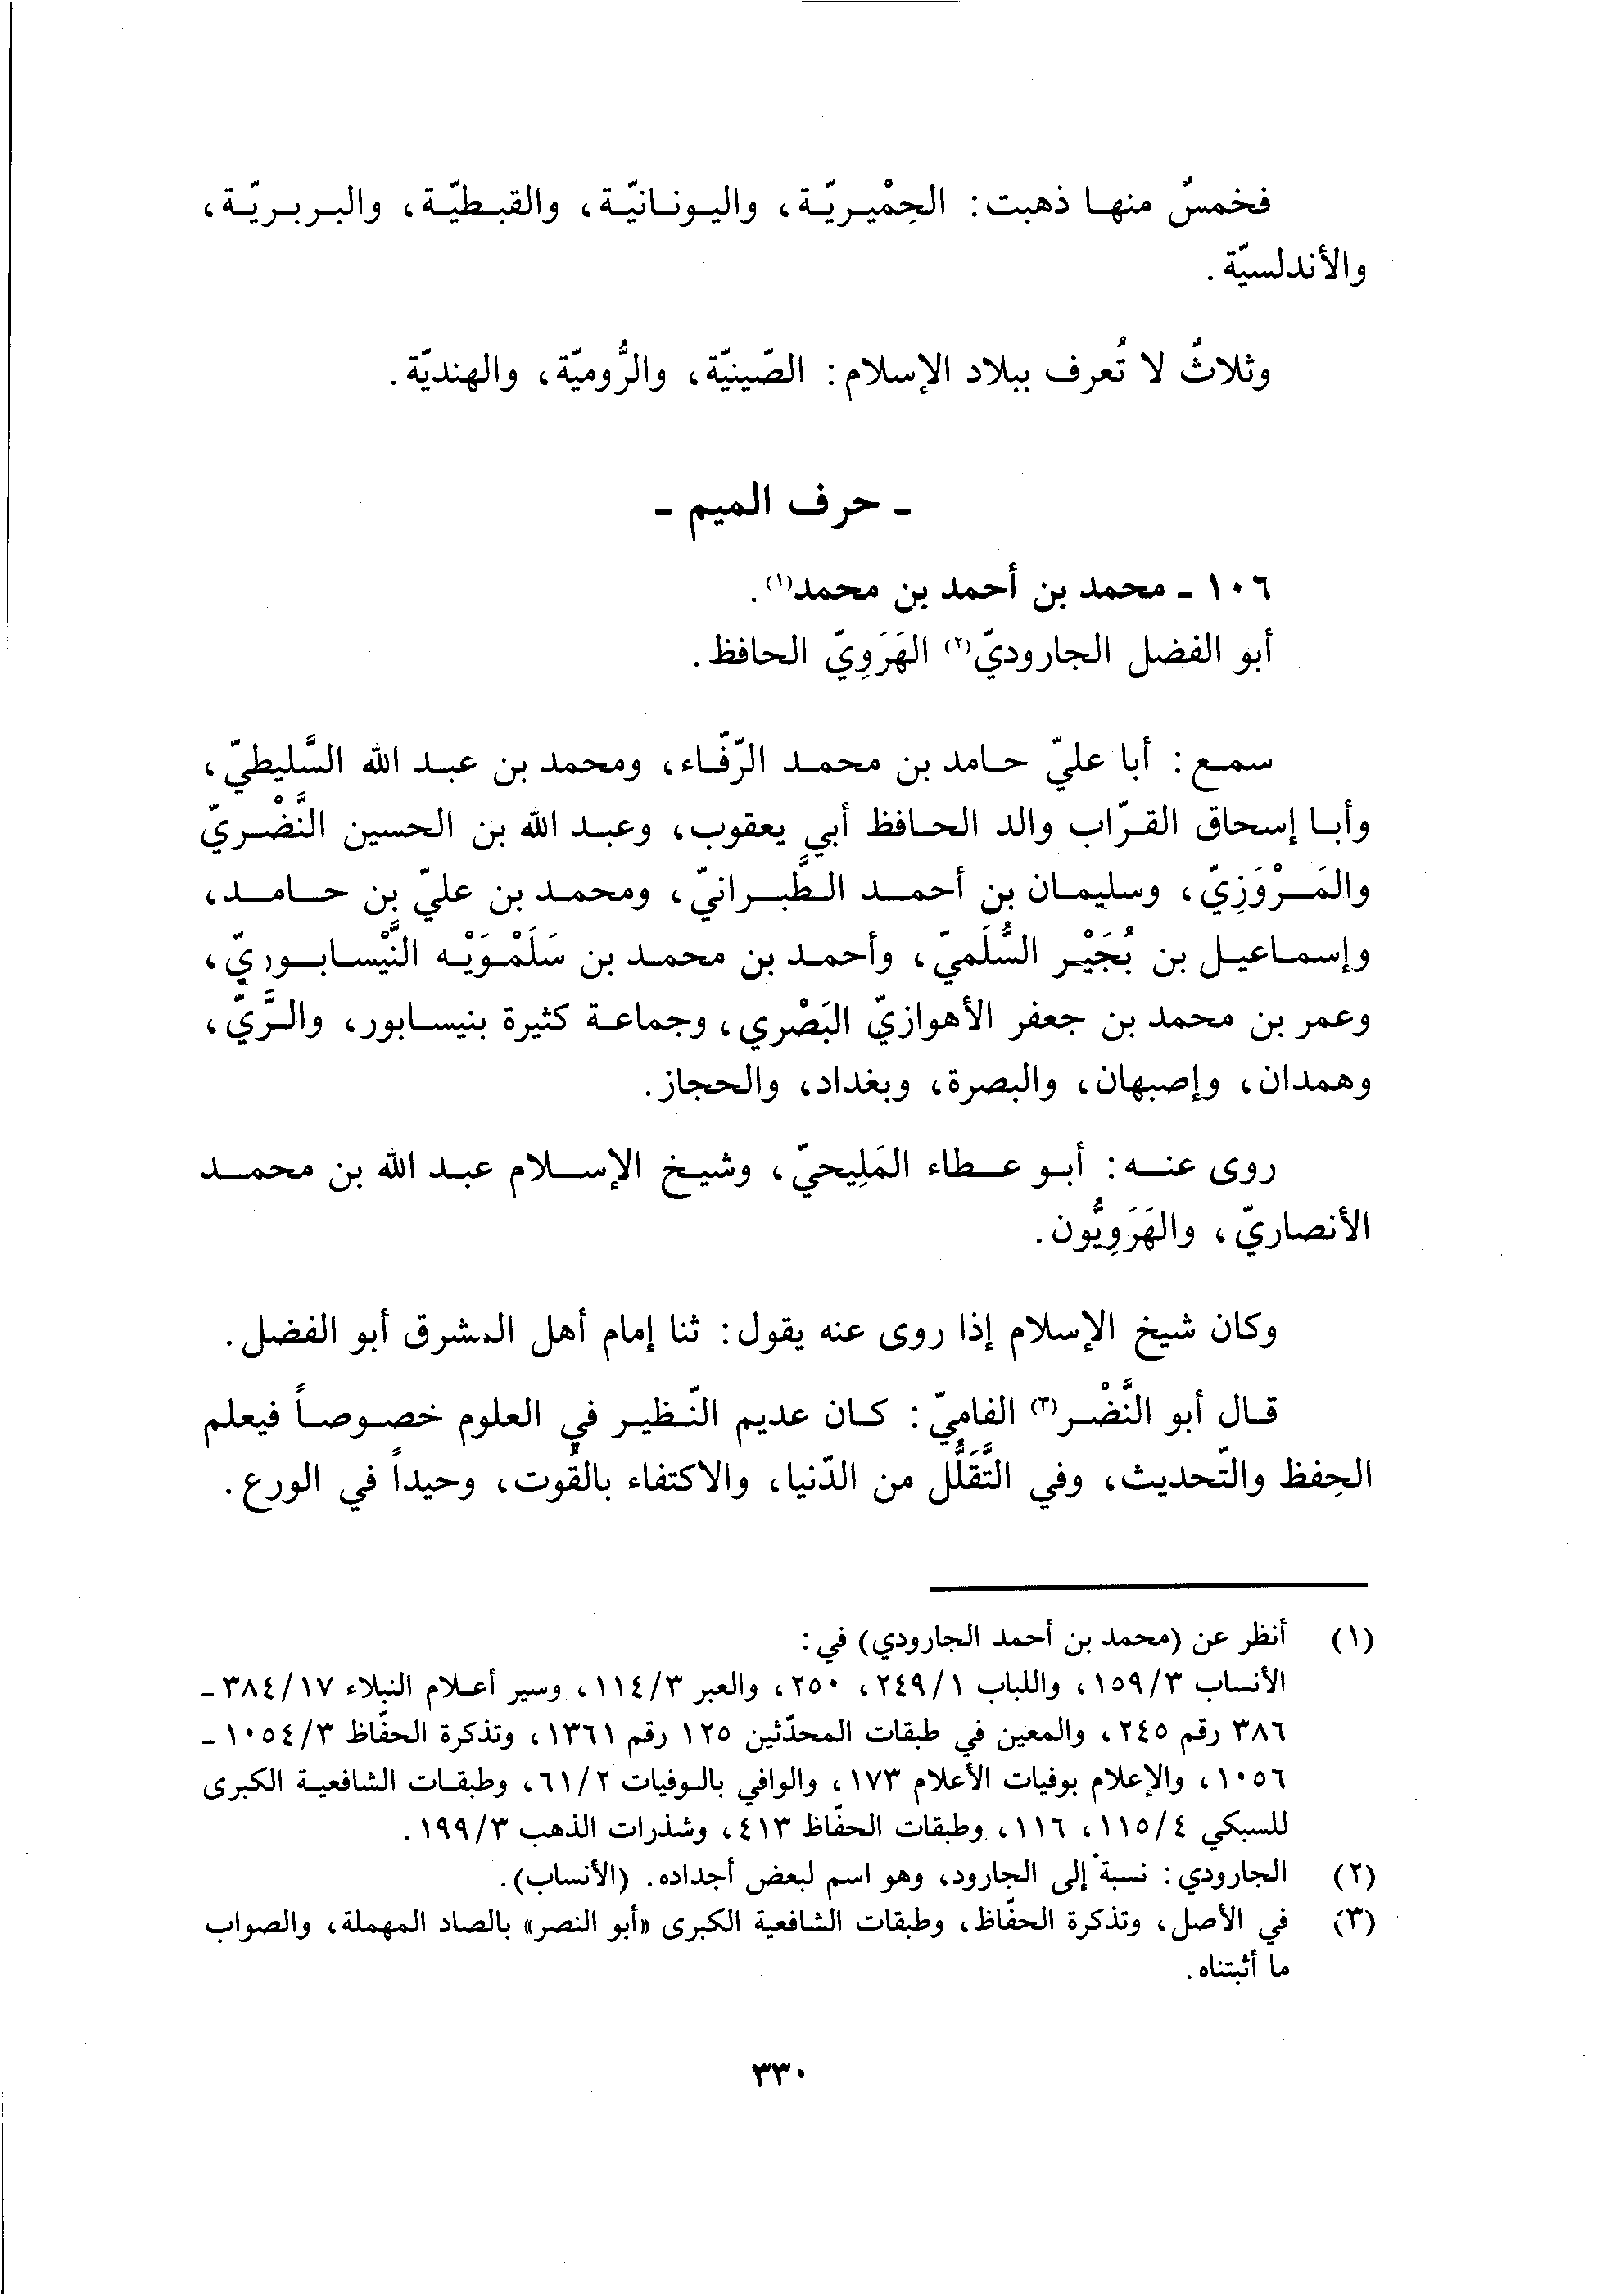 فخمسٌ منها ذهبت: الحِمْيريّة، واليونانيّة، والقبطيّة، والبربريّة،
والأندلسيّة.
وثلاثٌ لا تُعرف ببلاد الإسلام: الصّينيّة، والرُّوميّة، والهنديّة.
ـ حرف الميم ـ
١٠٦ ـ محمد بن أحمد بن محمد(١).
أبو الفضل الجاروديّ(٢) الهَرَوِيّ الحافظ.
سمع: أبا عليّ حامد بن محمد الرّفّاء، ومحمد بن عبد الله السَّليطيّ،
وأبا إسحاق القرّاب والد الحافظ أبي يعقوب، وعبد الله بن الحسين النَّضْريّ
والمَرْوَزِيّ، وسليمان بن أحمد الطَّبرانيّ، ومحمد بن عليّ بن حامد،
وإسماعيل بن بُجَيْر السُّلَميّ، وأحمد بن محمد بن سَلَمْوَيْه النَّيْسابوريّ،
وعمر بن محمد بن جعفر الأهوازيّ البَصْري، وجماعة كثيرة بنيسابور، والرَّيّ،
وهمدان، وإصبهان، والبصرة، وبغداد، والحجاز.
روى عنه: أبو عطاء المَلِيحيّ، وشيخ الإسلام عبد الله بن محمد
الأنصاريّ، والهَرَوِيُّون.
وكان شيخ الإسلام إذا روى عنه يقول: ثنا إمام أهل المشرق أبو الفضل.
قال أبو النَّضْر(٣) الفاميّ: كان عديم النّظير في العلوم خصوصاً فيعلم
الحِفظ والتّحديث، وفي التَّقَلُّل من الدّنيا، والاكتفاء بالقُوت، وحيداً في الورع.
(١) أنظر عن (محمد بن أحمد الجارودي) في:
الأنساب ١٥٩/٣، واللباب ٢٤٩/١، ٢٥٠، والعبر ١١٤/٣، وسير أعلام النبلاء ٣٨٤/١٧ ـ
٣٨٦ رقم ٢٤٥، والمعين في طبقات المحدّثين ١٢٥ رقم ١٣٦١، وتذكرة الحفّاظ ١٠٥٤/٣ ـ
١٠٥٦، والإعلام بوفيات الأعلام ١٧٣، والوافي بالوفيات ٦١/٢، وطبقات الشافعية الكبرى
للسبكي ١١٥/٤، ١١٦، وطبقات الحفّاظ ٤١٣، وشذرات الذهب ١٩٩/٣.
(٢) الجارودي: نسبة إلى الجارود، وهو اسم لبعض أجداده. (الأنساب).
(٣) في الأصل، وتذكرة الحفّاظ، وطبقات الشافعية الكبرى «أبو النصر» بالصاد المهملة، والصواب
ما أثبتناه.
٣٣٠